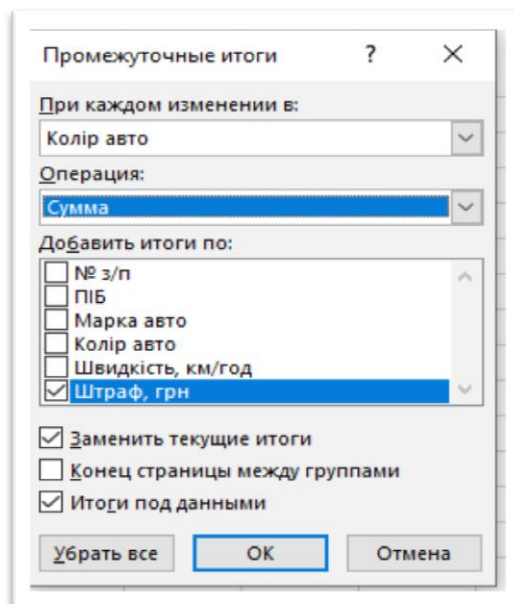 Промежуточные итоги ?
При каждом изменении в:
Колір авто
Операция:
Сумма
Добавить итоги по:
№ з/п
ПІБ
Марка авто
Колір авто
Швидкість, км/год
Штраф, грн
Заменить текущие итоги
Конец страницы между группами
Итоги под данными
Убрать все ОК Отмена